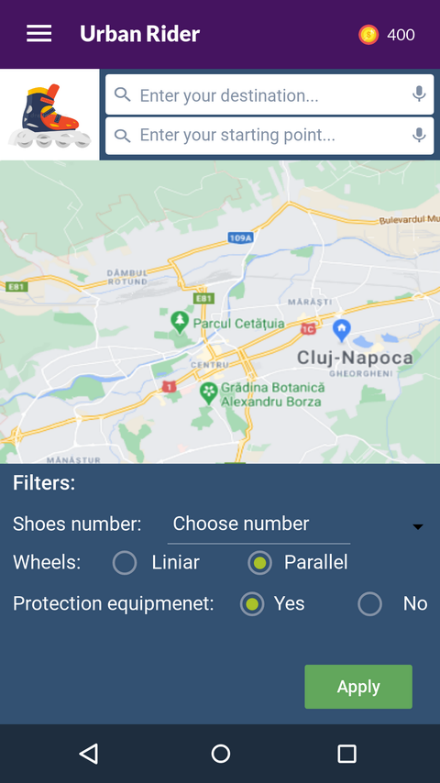 Urban Rider
400
Enter your destination...
Enter your starting point...
Bulevardul Mu
109A
DÂMBUL
ROTUND
E81
E81
MĂRĂȘTI
Parcul Cetățuia
1C
Cluj-Napoca
CENTRU
GHEORGHENI
1
Grădina Botanică
Alexandru Borza
MĂNĂȘTUR
Filters:
Shoes number: Choose number
Wheels: Liniar Parallel
Protection equipmenet: Yes No
Apply